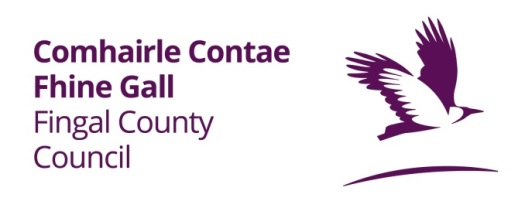 Comhairle Contae
Fhine Gall
Fingal County
Council